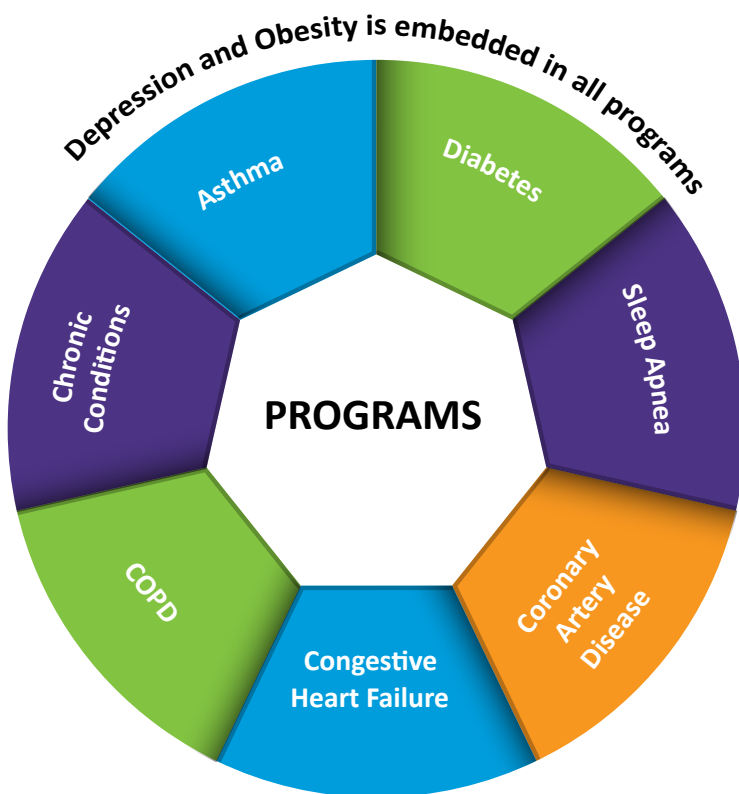 Depression and Obesity is embedded in all programs
Asthma
Diabetes
Chronic
Conditions
PROGRAMS
Sleep Apnea
COPD
Congestive
Heart Failure
Coronary
Artery
Disease